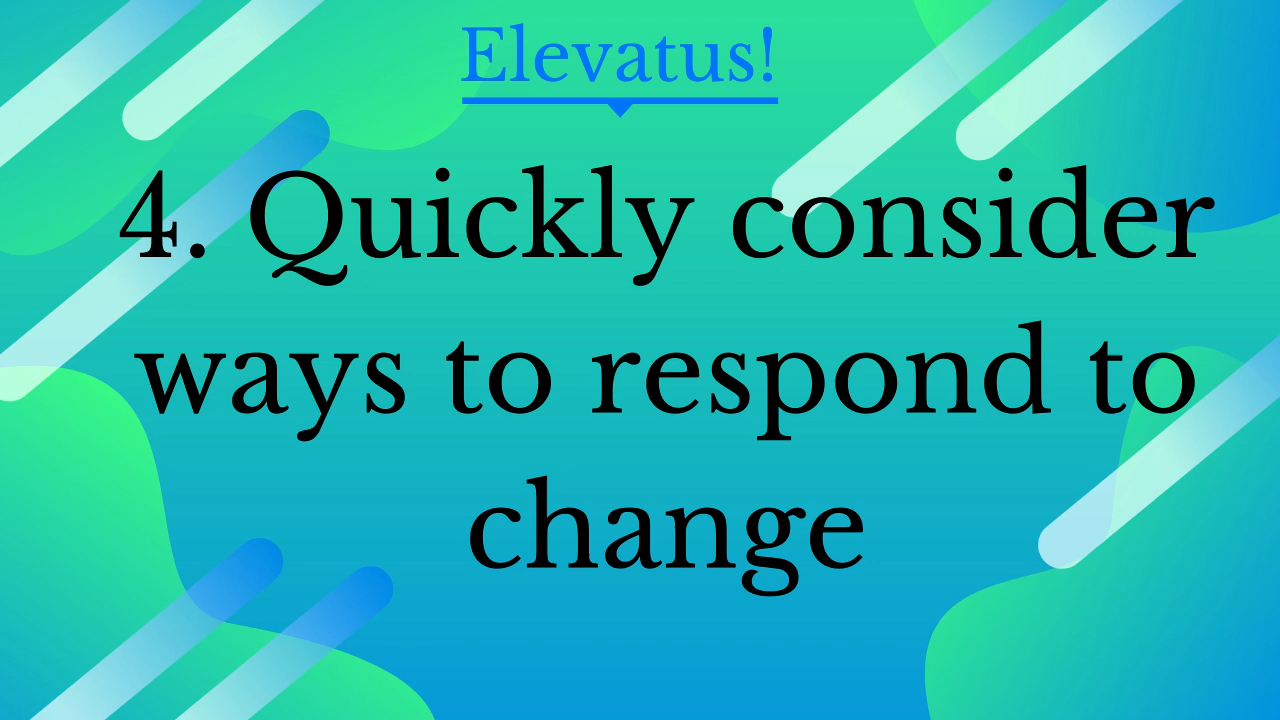 Elevatus!
4. Quickly consider
ways to respond to
change